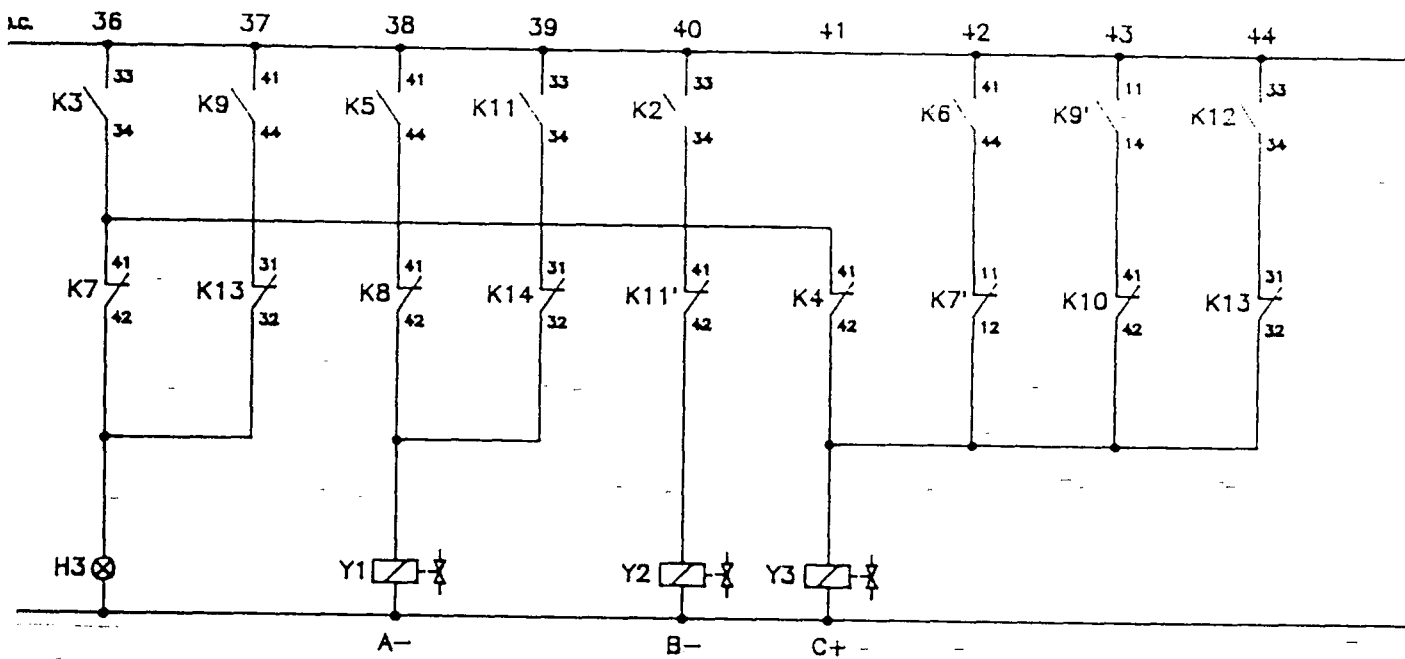 36 37 38 39 40 41 42 43 44
33 41 41 33 33 41 11 33
K3 K9 K5 K11 K2 K6 K9' K12
34 44 44 34 34 44 14 34
41 31 41 31 41 41 11 41 31
K7 K13 K8 K14 K11' K4 K7' K10 K13
42 32 42 32 42 42 12 42 32
H3 Y1 Y2 Y3
A- B- C+